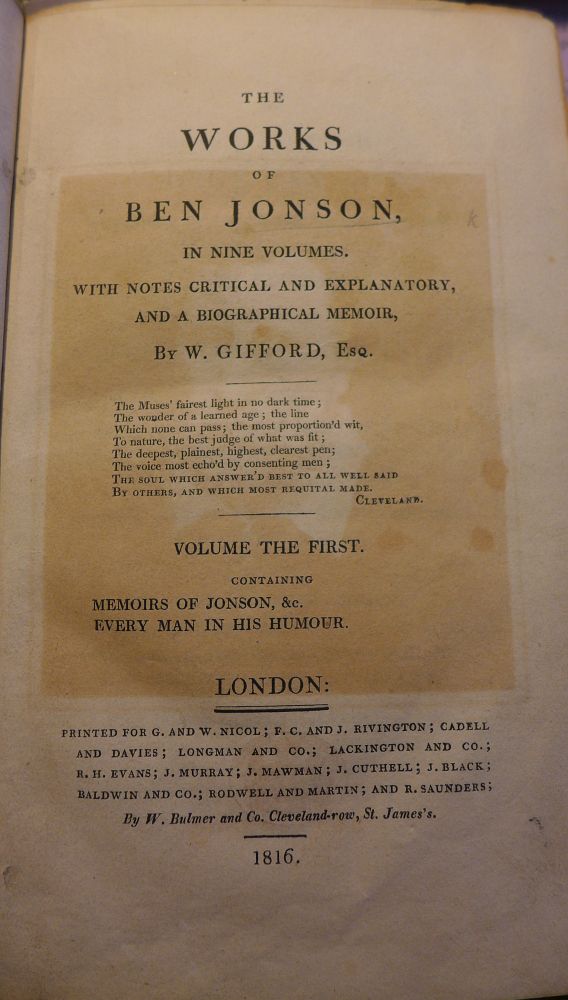 THE
WORKS
OF
BEN JONSON,
IN NINE VOLUMES.
WITH NOTES CRITICAL AND EXPLANATORY,
AND A BIOGRAPHICAL MEMOIR,
BY W. GIFFORD, ESQ.
The Muses' fairest light in no dark time;
The wonder of a learned age; the line
Which none can pass; the most proportion'd wit,
To nature, the best judge of what was fit;
The deepest, plainest, highest, clearest pen;
The voice most echo'd by consenting men;
THE SOUL WHICH ANSWER'D BEST TO ALL WELL SAID
BY OTHERS, AND WHICH MOST REQUITAL MADE.
CLEVELAND.
VOLUME THE FIRST.
CONTAINING
MEMOIRS OF JONSON, &c.
EVERY MAN IN HIS HUMOUR.
LONDON:
PRINTED FOR G. AND W. NICOL; F. C. AND J. RIVINGTON; CADELL
AND DAVIES; LONGMAN AND CO.; LACKINGTON AND CO.;
R. H. EVANS; J. MURRAY; J. MAWMAN; J. CUTHELL; J. BLACK;
BALDWIN AND CO.; RODWELL AND MARTIN; AND R. SAUNDERS;
By W. Bulmer and Co. Cleveland-row, St. James's.
1816.